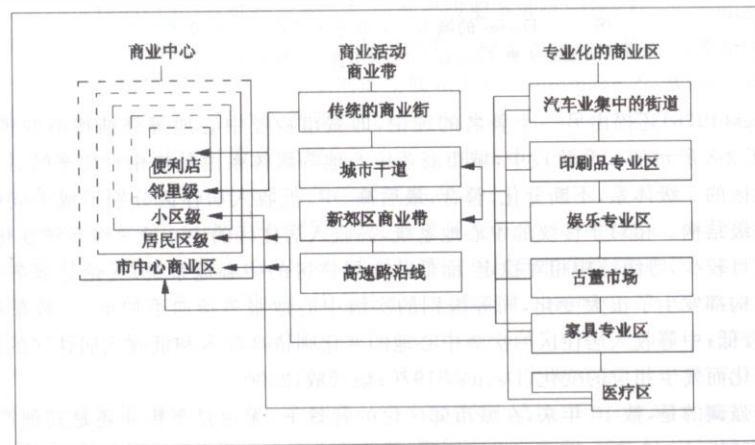 商业中心
便利店
邻里级
小区级
居民区级
市中心商业区
商业活动
商业带
传统的商业街
城市干道
新郊区商业带
高速路沿线
专业化的商业区
汽车业集中的街道
印刷品专业区
娱乐专业区
古董市场
家具专业区
医疗区